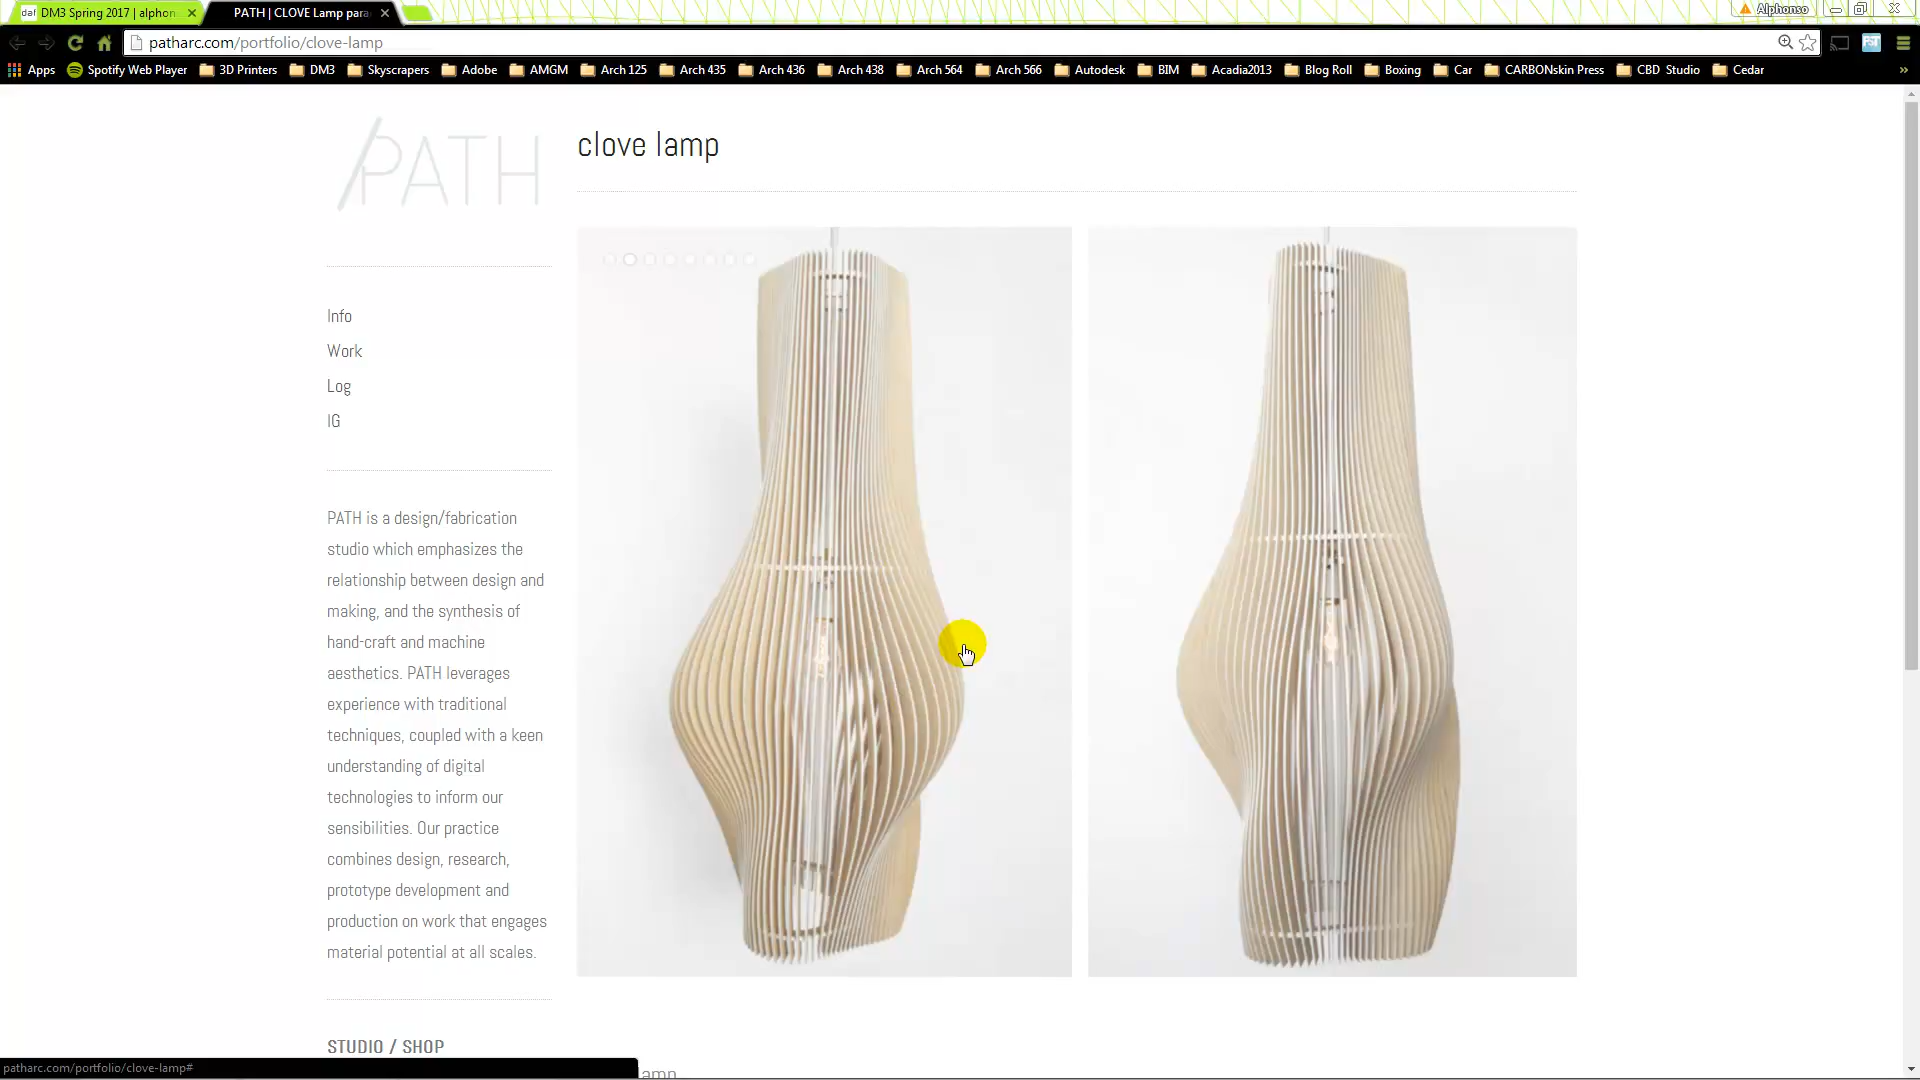 daf DM3 Spring 2017 | alphon
PATH | CLOVE Lamp para
Alphonso
patharc.com/portfolio/clove-lamp
Apps
Spotify Web Player
3D Printers
DM3
Skyscrapers
Adobe
AMGM
Arch 125
Arch 435
Arch 436
Arch 438
Arch 564
Arch 566
Autodesk
BIM
Acadia2013
Blog Roll
Boxing
Car
CARBONskin Press
CBD Studio
Cedar
»
/PATH
clove lamp
Info
Work
Log
IG
PATH is a design/fabrication
studio which emphasizes the
relationship between design and
making, and the synthesis of
hand-craft and machine
aesthetics. PATH leverages
experience with traditional
techniques, coupled with a keen
understanding of digital
technologies to inform our
sensibilities. Our practice
combines design, research,
prototype development and
production on work that engages
material potential at all scales.
STUDIO / SHOP
patharc.com/portfolio/clove-lamp#
lamp